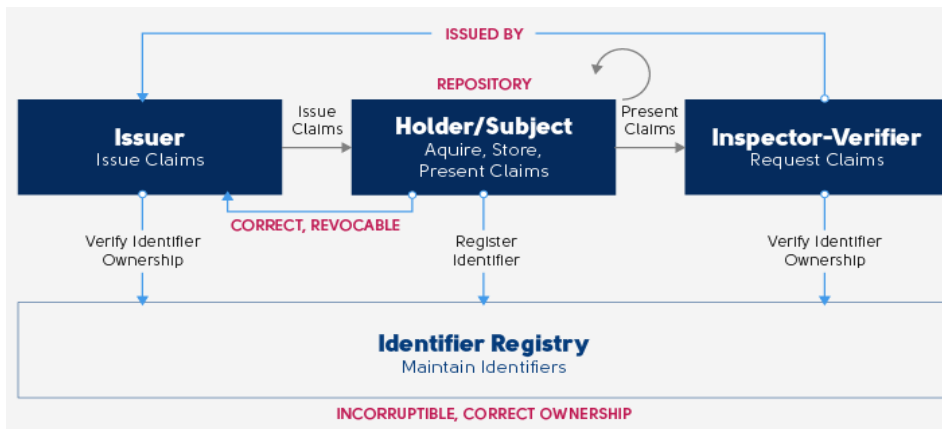 ISSUED BY
REPOSITORY
Issuer
Issue Claims
Issue
Claims
Holder/Subject
Aquire, Store,
Present Claims
Present
Claims
Inspector-Verifier
Request Claims
CORRECT, REVOCABLE
Verify Identifier
Ownership
Register
Identifier
Verify Identifier
Ownership
Identifier Registry
Maintain Identifiers
INCORRUPTIBLE, CORRECT OWNERSHIP